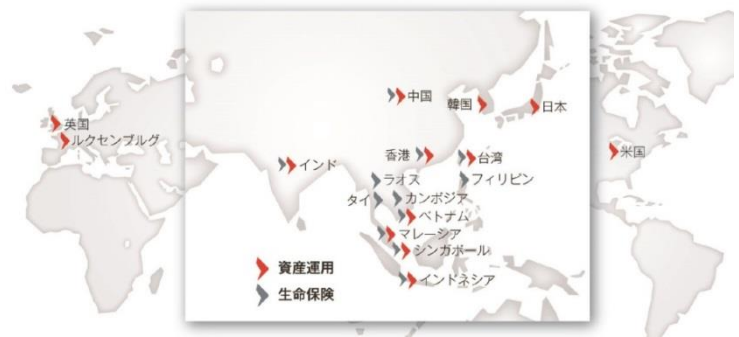 中国
韓国
日本
英国
ルクセンブルグ
米国
香港
台湾
インド
ラオス
フィリピン
タイ
カンボジア
ベトナム
マレーシア
シンガポール
資産運用
インドネシア
生命保険